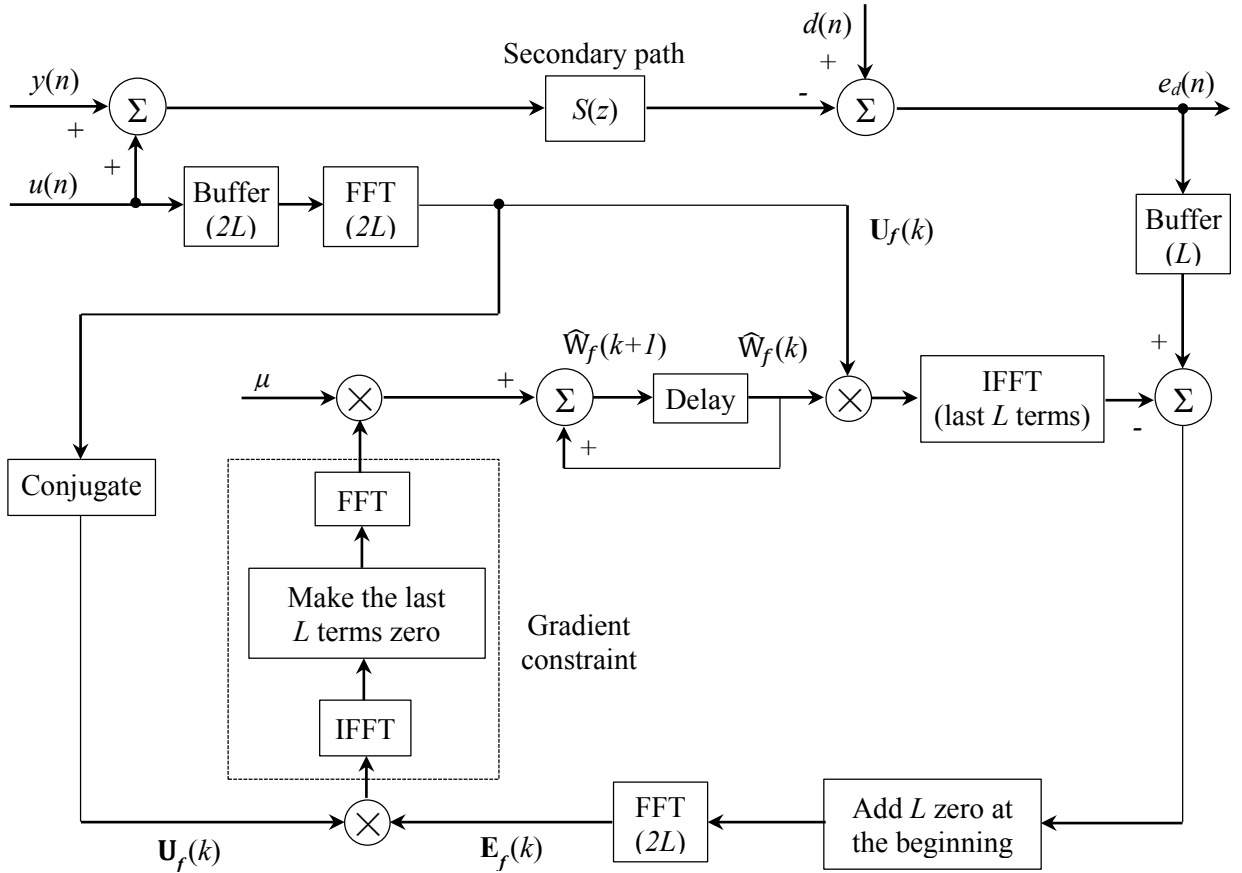 d(n)
+
Secondary path
y(n)
Σ
S(z)
-
Σ
e_d(n)
+
+
u(n)
Buffer
(2L)
FFT
(2L)
U_f(k)
Buffer
(L)
Ŵ_f(k+1)
Ŵ_f(k)
+
μ
×
+
Σ
Delay
×
IFFT
(last L terms)
-
Σ
+
Conjugate
FFT
Make the last
L terms zero
Gradient
constraint
IFFT
×
FFT
(2L)
Add L zero at
the beginning
U_f(k)
E_f(k)